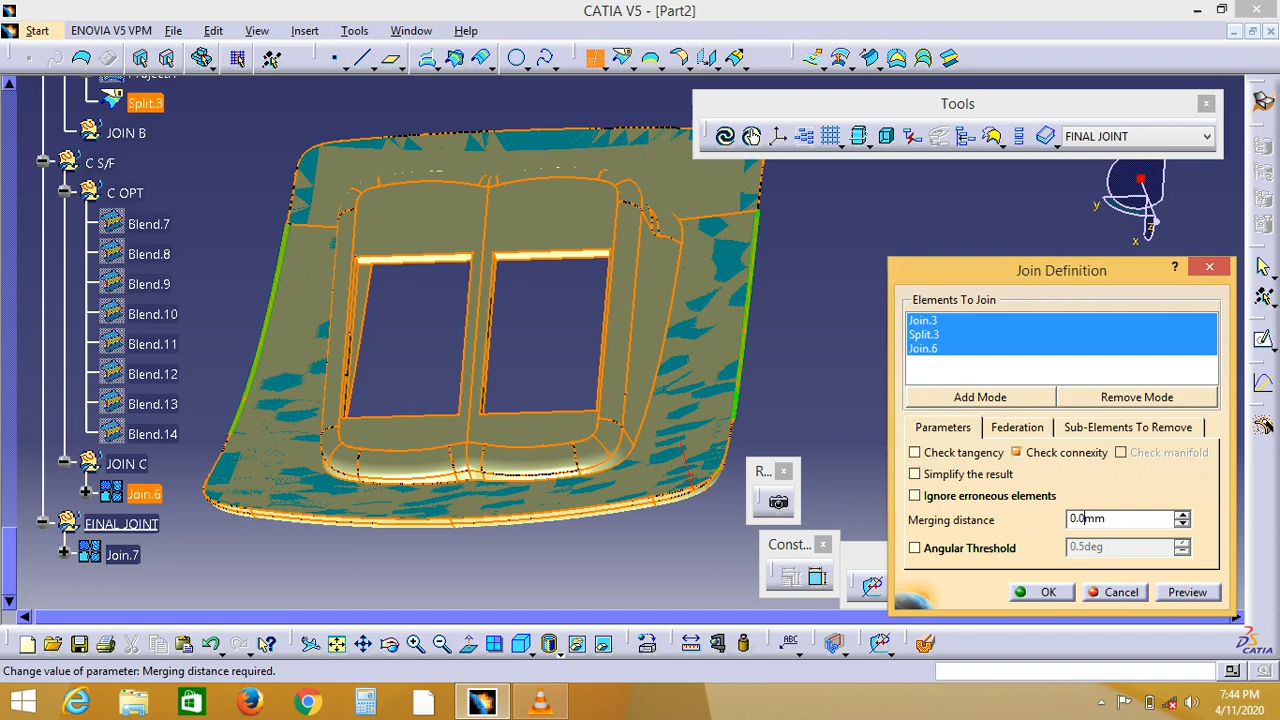 CATIA V5 - [Part2]
Start
ENOVIA V5 VPM
File
Edit
View
Insert
Tools
Window
Help
Split.3
JOIN B
C S/F
C OPT
Blend.7
Blend.8
Blend.9
Blend.10
Blend.11
Blend.12
Blend.13
Blend.14
JOIN C
Join.6
FINAL JOINT
Join.7
Tools
FINAL JOINT
y
z
x
Join Definition
?
Elements To Join
Join.3
Split.3
Join.6
Add Mode
Remove Mode
Parameters
Federation
Sub-Elements To Remove
Check tangency
Check connexity
Check manifold
Simplify the result
Ignore erroneous elements
Merging distance
0.0mm
Angular Threshold
0.5deg
OK
Cancel
Preview
R...
Const...
ABC
CATIA
Change value of parameter: Merging distance required.
7:44 PM
4/11/2020